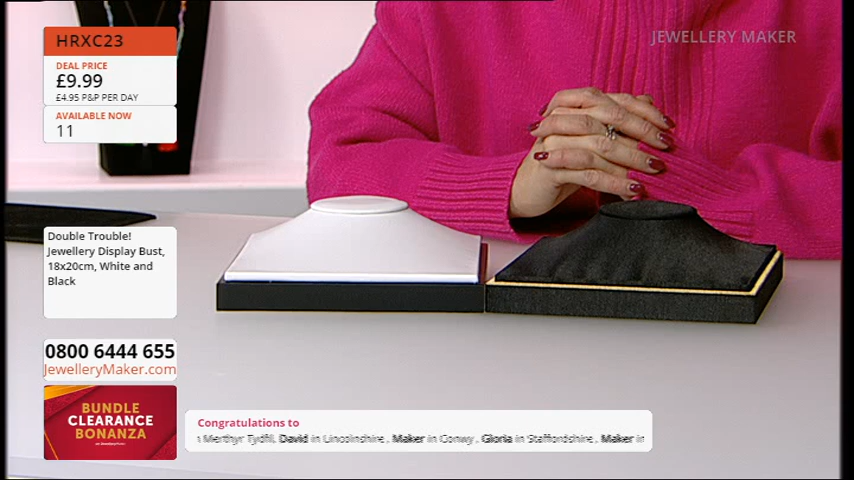 HRXC23
JEWELLERY MAKER
DEAL PRICE
£9.99
£4.95 P&P PER DAY
AVAILABLE NOW
11
Double Trouble!
Jewellery Display Bust,
18x20cm, White and
Black
0800 6444 655
JewelleryMaker.com
BUNDLE
CLEARANCE
BONANZA
Congratulations to
Merthyr Tydfil, David in Lincolnshire, Maker in Conwy, Gloria in Staffordshire, Maker in